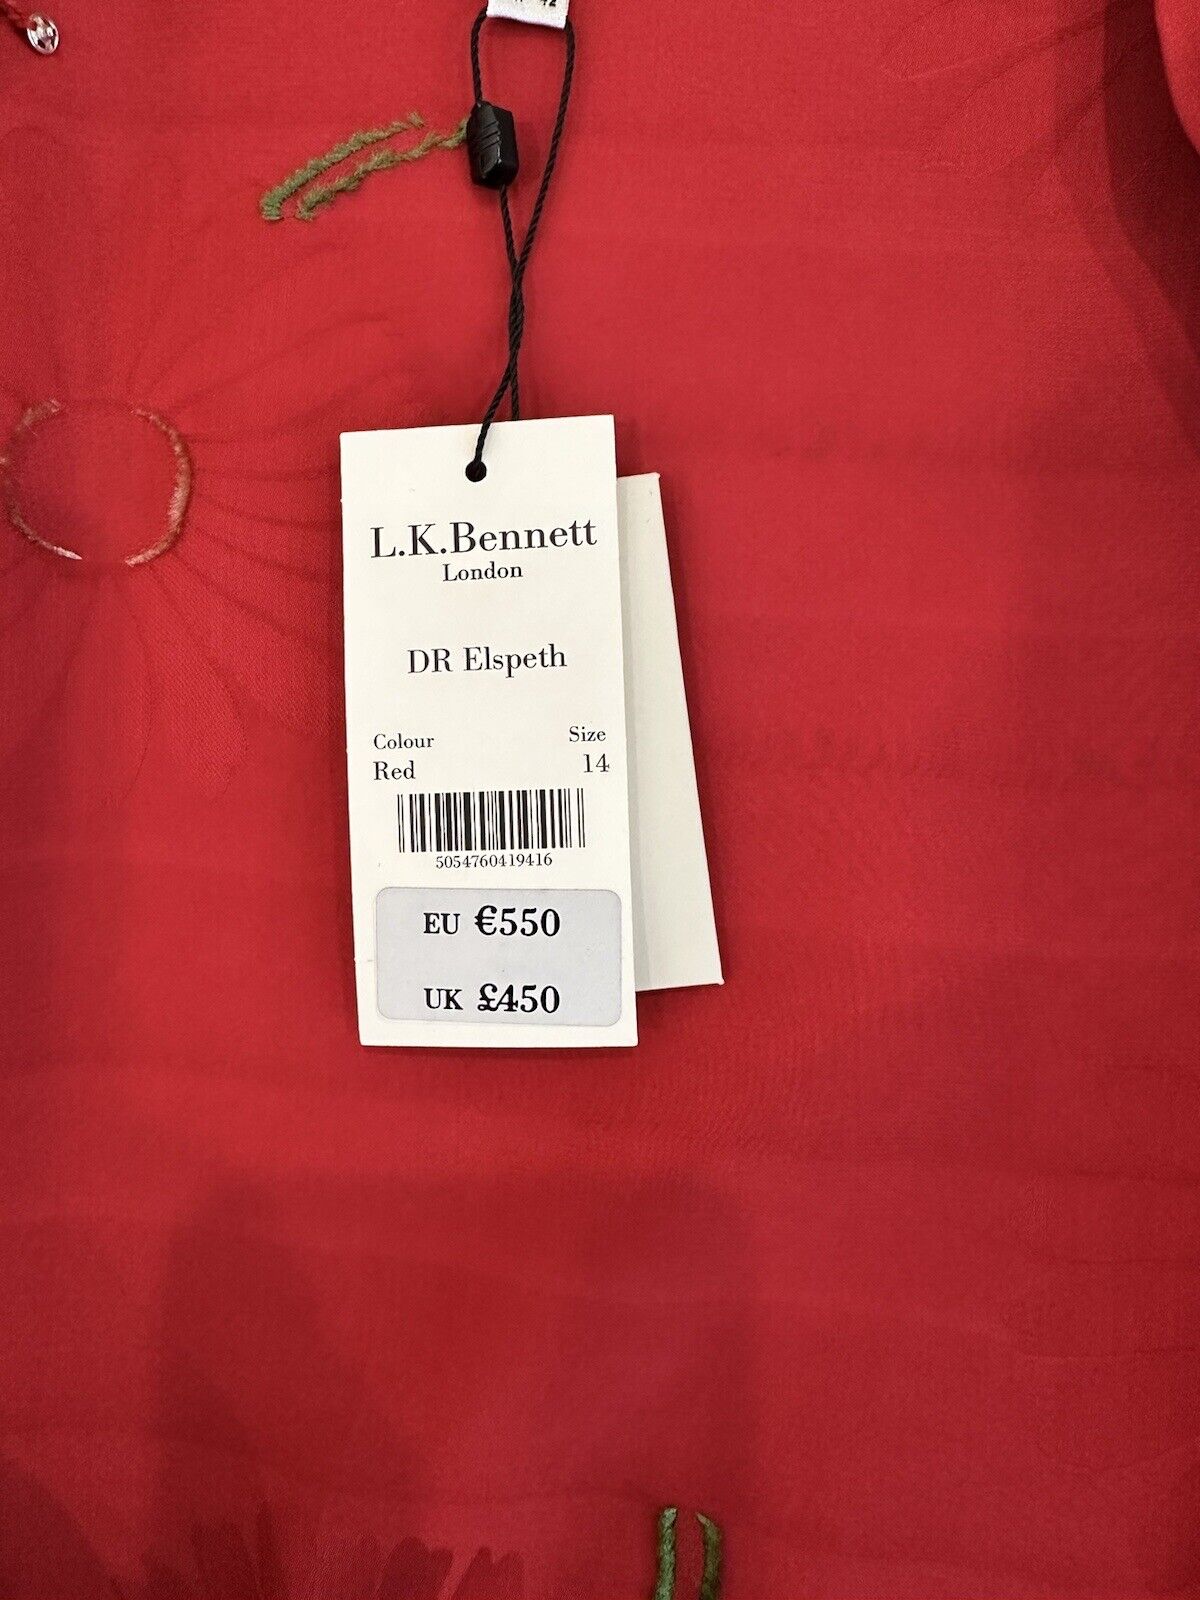 L.K.Bennett
London
DR Elspeth
Colour Size
Red 14
5054760419416
EU €550
UK £450